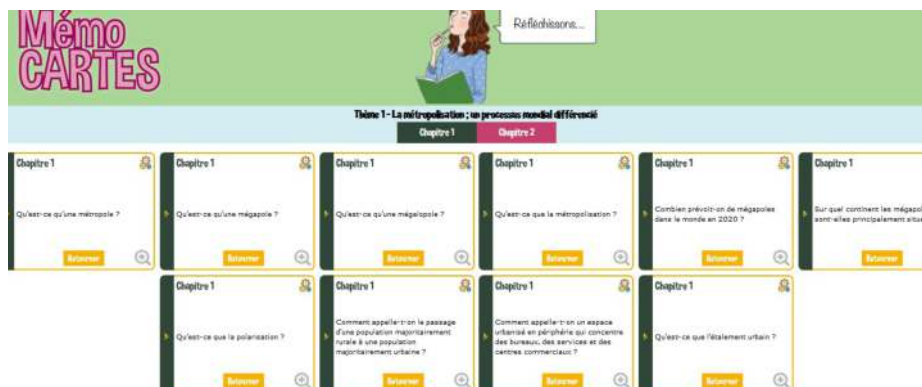 Mémo
CARTES
Réfléchissons...
Thème 1 - La métropolisation : un processus mondial différencié
Chapitre 1
Chapitre 2
Chapitre 1
Qu'est-ce qu'une métropole ?
Retourner
Chapitre 1
Qu'est-ce qu'une mégapole ?
Retourner
Chapitre 1
Qu'est-ce qu'une mégalopole ?
Retourner
Chapitre 1
Qu'est-ce que la métropolisation ?
Retourner
Chapitre 1
Combien prévoit-on de mégapoles
dans le monde en 2020 ?
Retourner
Chapitre 1
Sur quel continent les
sont-elles principalement
Chapitre 1
Qu'est-ce que la polarisation ?
Retourner
Chapitre 1
Comment appelle-t-on le passage
d'une population majoritairement
rurale à une population
majoritairement urbaine ?
Retourner
Chapitre 1
Comment appelle-t-on un espace
urbanisé en périphérie qui concentre
des bureaux, des services et des
centres commerciaux ?
Retourner
Chapitre 1
Qu'est-ce que l'étalement urbain ?
Retourner